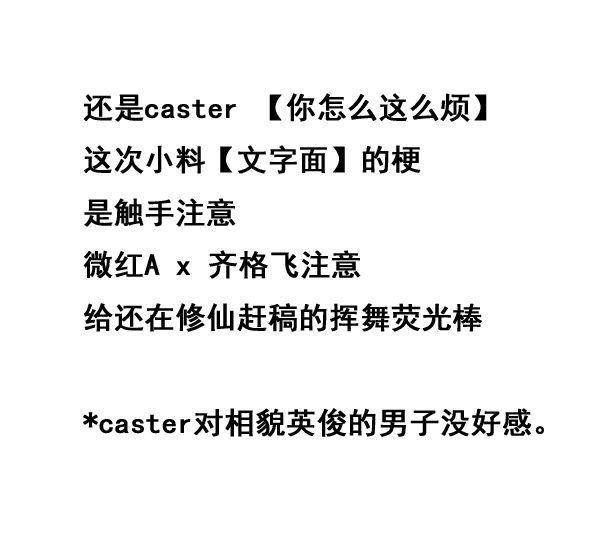 还是caster 【你怎么这么烦】
这次小料【文字面】的梗
是触手注意
微红A x 齐格飞注意
给还在修仙赶稿的挥舞荧光棒
*caster对相貌英俊的男子没好感。